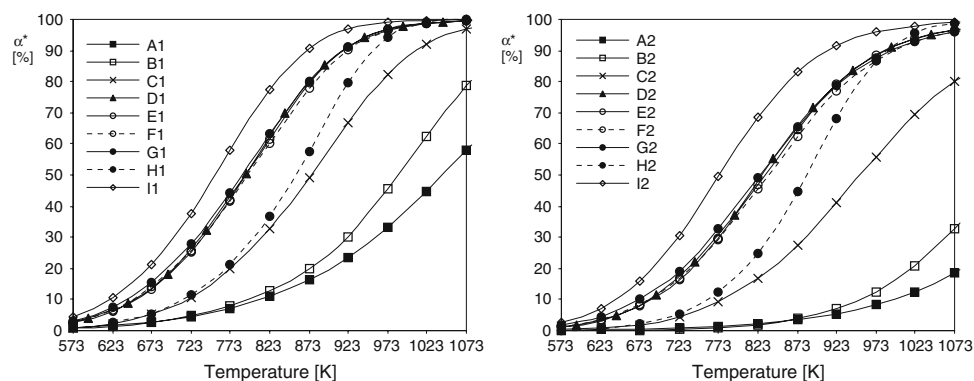 100
90
α*
[%]
80
70
60
50
40
30
20
10
0
A1
B1
C1
D1
E1
F1
G1
H1
I1
573 623 673 723 773 823 873 923 973 1023 1073
Temperature [K]
100
90
α*
[%]
80
70
60
50
40
30
20
10
0
A2
B2
C2
D2
E2
F2
G2
H2
I2
573 623 673 723 773 823 873 923 973 1023 1073
Temperature [K]